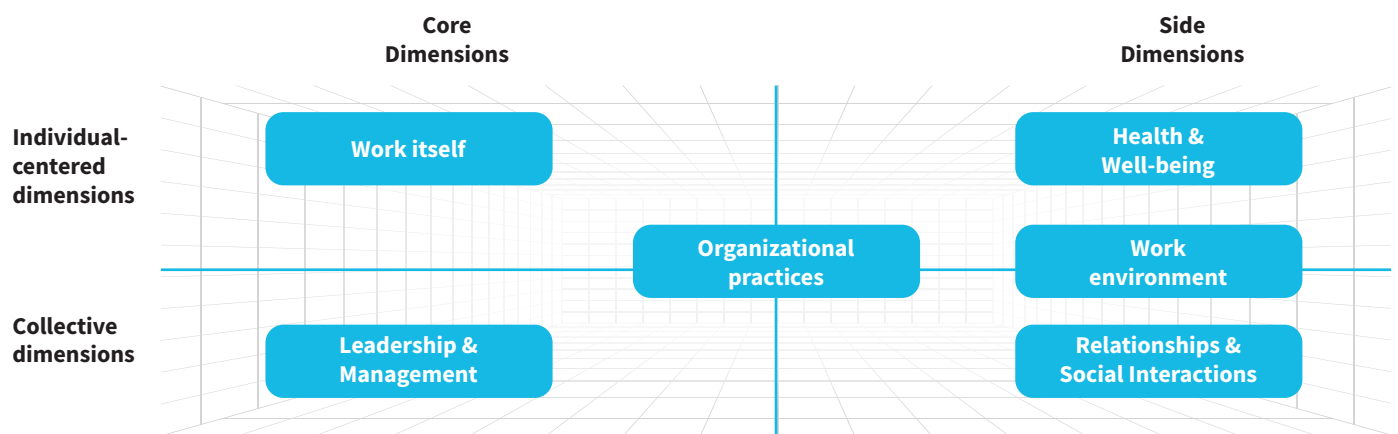 Core
Dimensions
Side
Dimensions
Individual-
centered
dimensions
Work itself
Health &
Well-being
Organizational
practices
Work
environment
Collective
dimensions
Leadership &
Management
Relationships &
Social Interactions